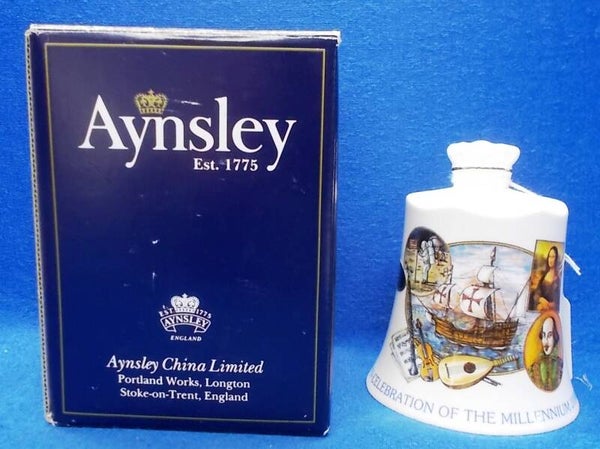 Aynsley
Est. 1775
EST 1775
AYNSLEY
ENGLAND
Aynsley China Limited
Portland Works, Longton
Stoke-on-Trent, England
CELEBRATION OF THE MILLENNIUM